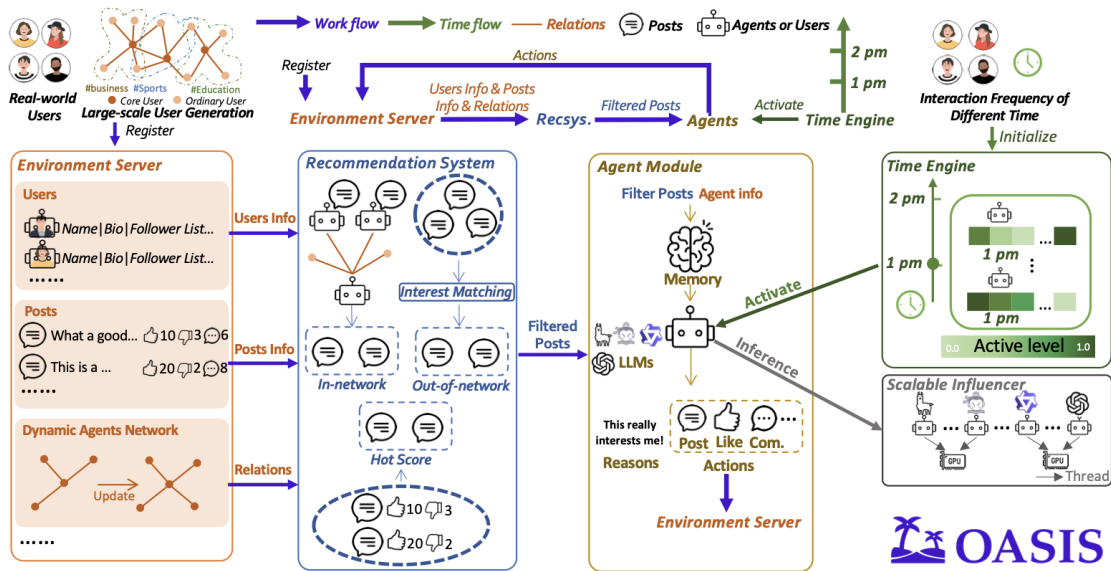 Work flow
Time flow
Relations
Posts
Agents or Users
Real-world
Users
#business #Sports
#Education
Core User
Ordinary User
Large-scale User Generation
Register
Register
Actions
Environment Server
Users Info & Posts
Info & Relations
Recsys.
Filtered Posts
Agents
Activate
Time Engine
2 pm
1 pm
Interaction Frequency of
Different Time
Initialize
Environment Server
Users
Name|Bio|Follower List...
Name|Bio|Follower List...
......
Posts
What a good... 10 3 6
This is a ... 20 2 8
......
Dynamic Agents Network
Update
......
Users Info
Posts Info
Relations
Recommendation System
Interest Matching
In-network
Out-of-network
Hot Score
10 3
20 2
Filtered
Posts
Agent Module
Filter Posts Agent info
Memory
LLMs
This really
interests me!
Reasons
Post Like Com.
...
Actions
Environment Server
Activate
Inference
Time Engine
2 pm
1 pm
...
1 pm
...
1 pm
0.0 Active level 1.0
Scalable Influencer
... ... ...
GPU
GPU
Thread
OASIS